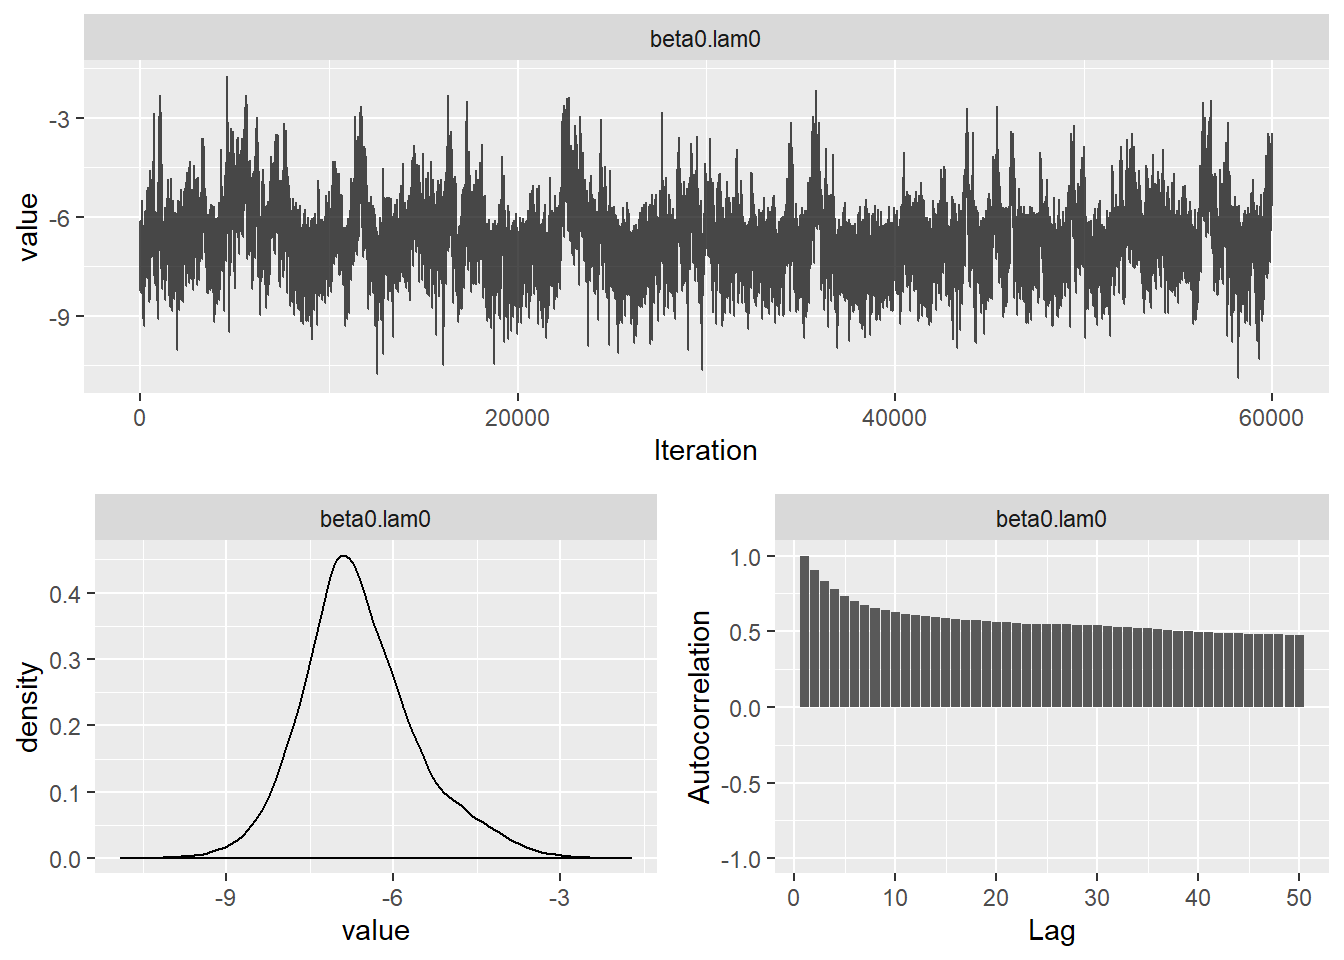 beta0.lam0
value
-3
-6
-9
0 20000 40000 60000
Iteration
beta0.lam0
density
0.4
0.3
0.2
0.1
0.0
-9 -6 -3
value
beta0.lam0
Autocorrelation
1.0
0.5
0.0
-0.5
-1.0
0 10 20 30 40 50
Lag